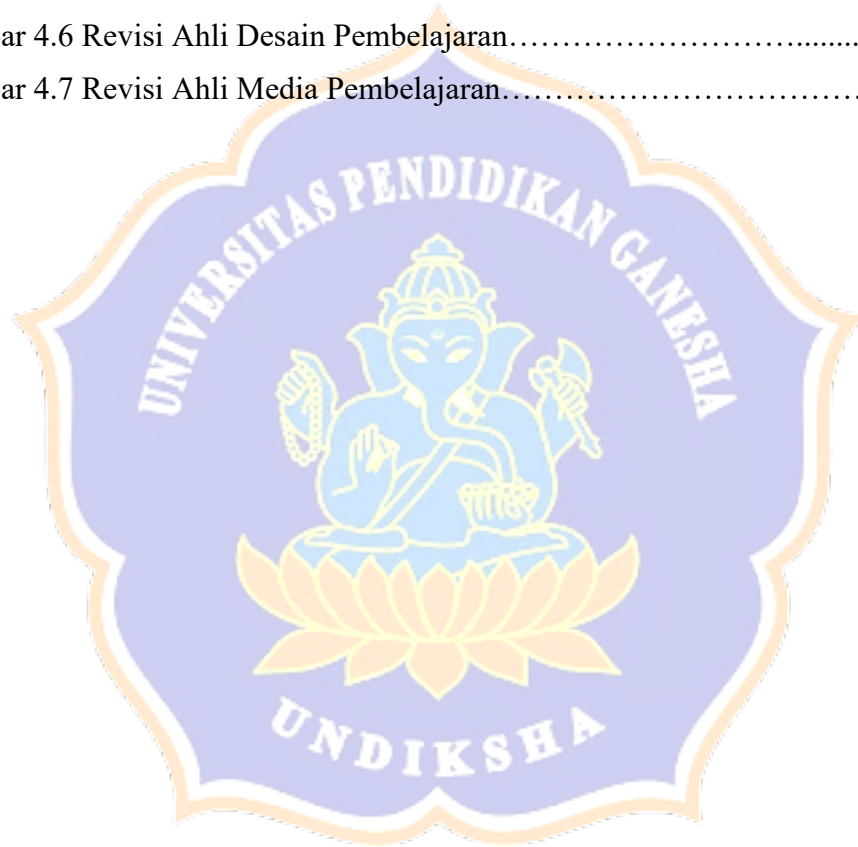 ar 4.6 Revisi Ahli Desain Pembelajaran…………………………........
ar 4.7 Revisi Ahli Media Pembelajaran………………………………
UNIVERSITAS PENDIDIKAN GANESHA
UNDIKSHA